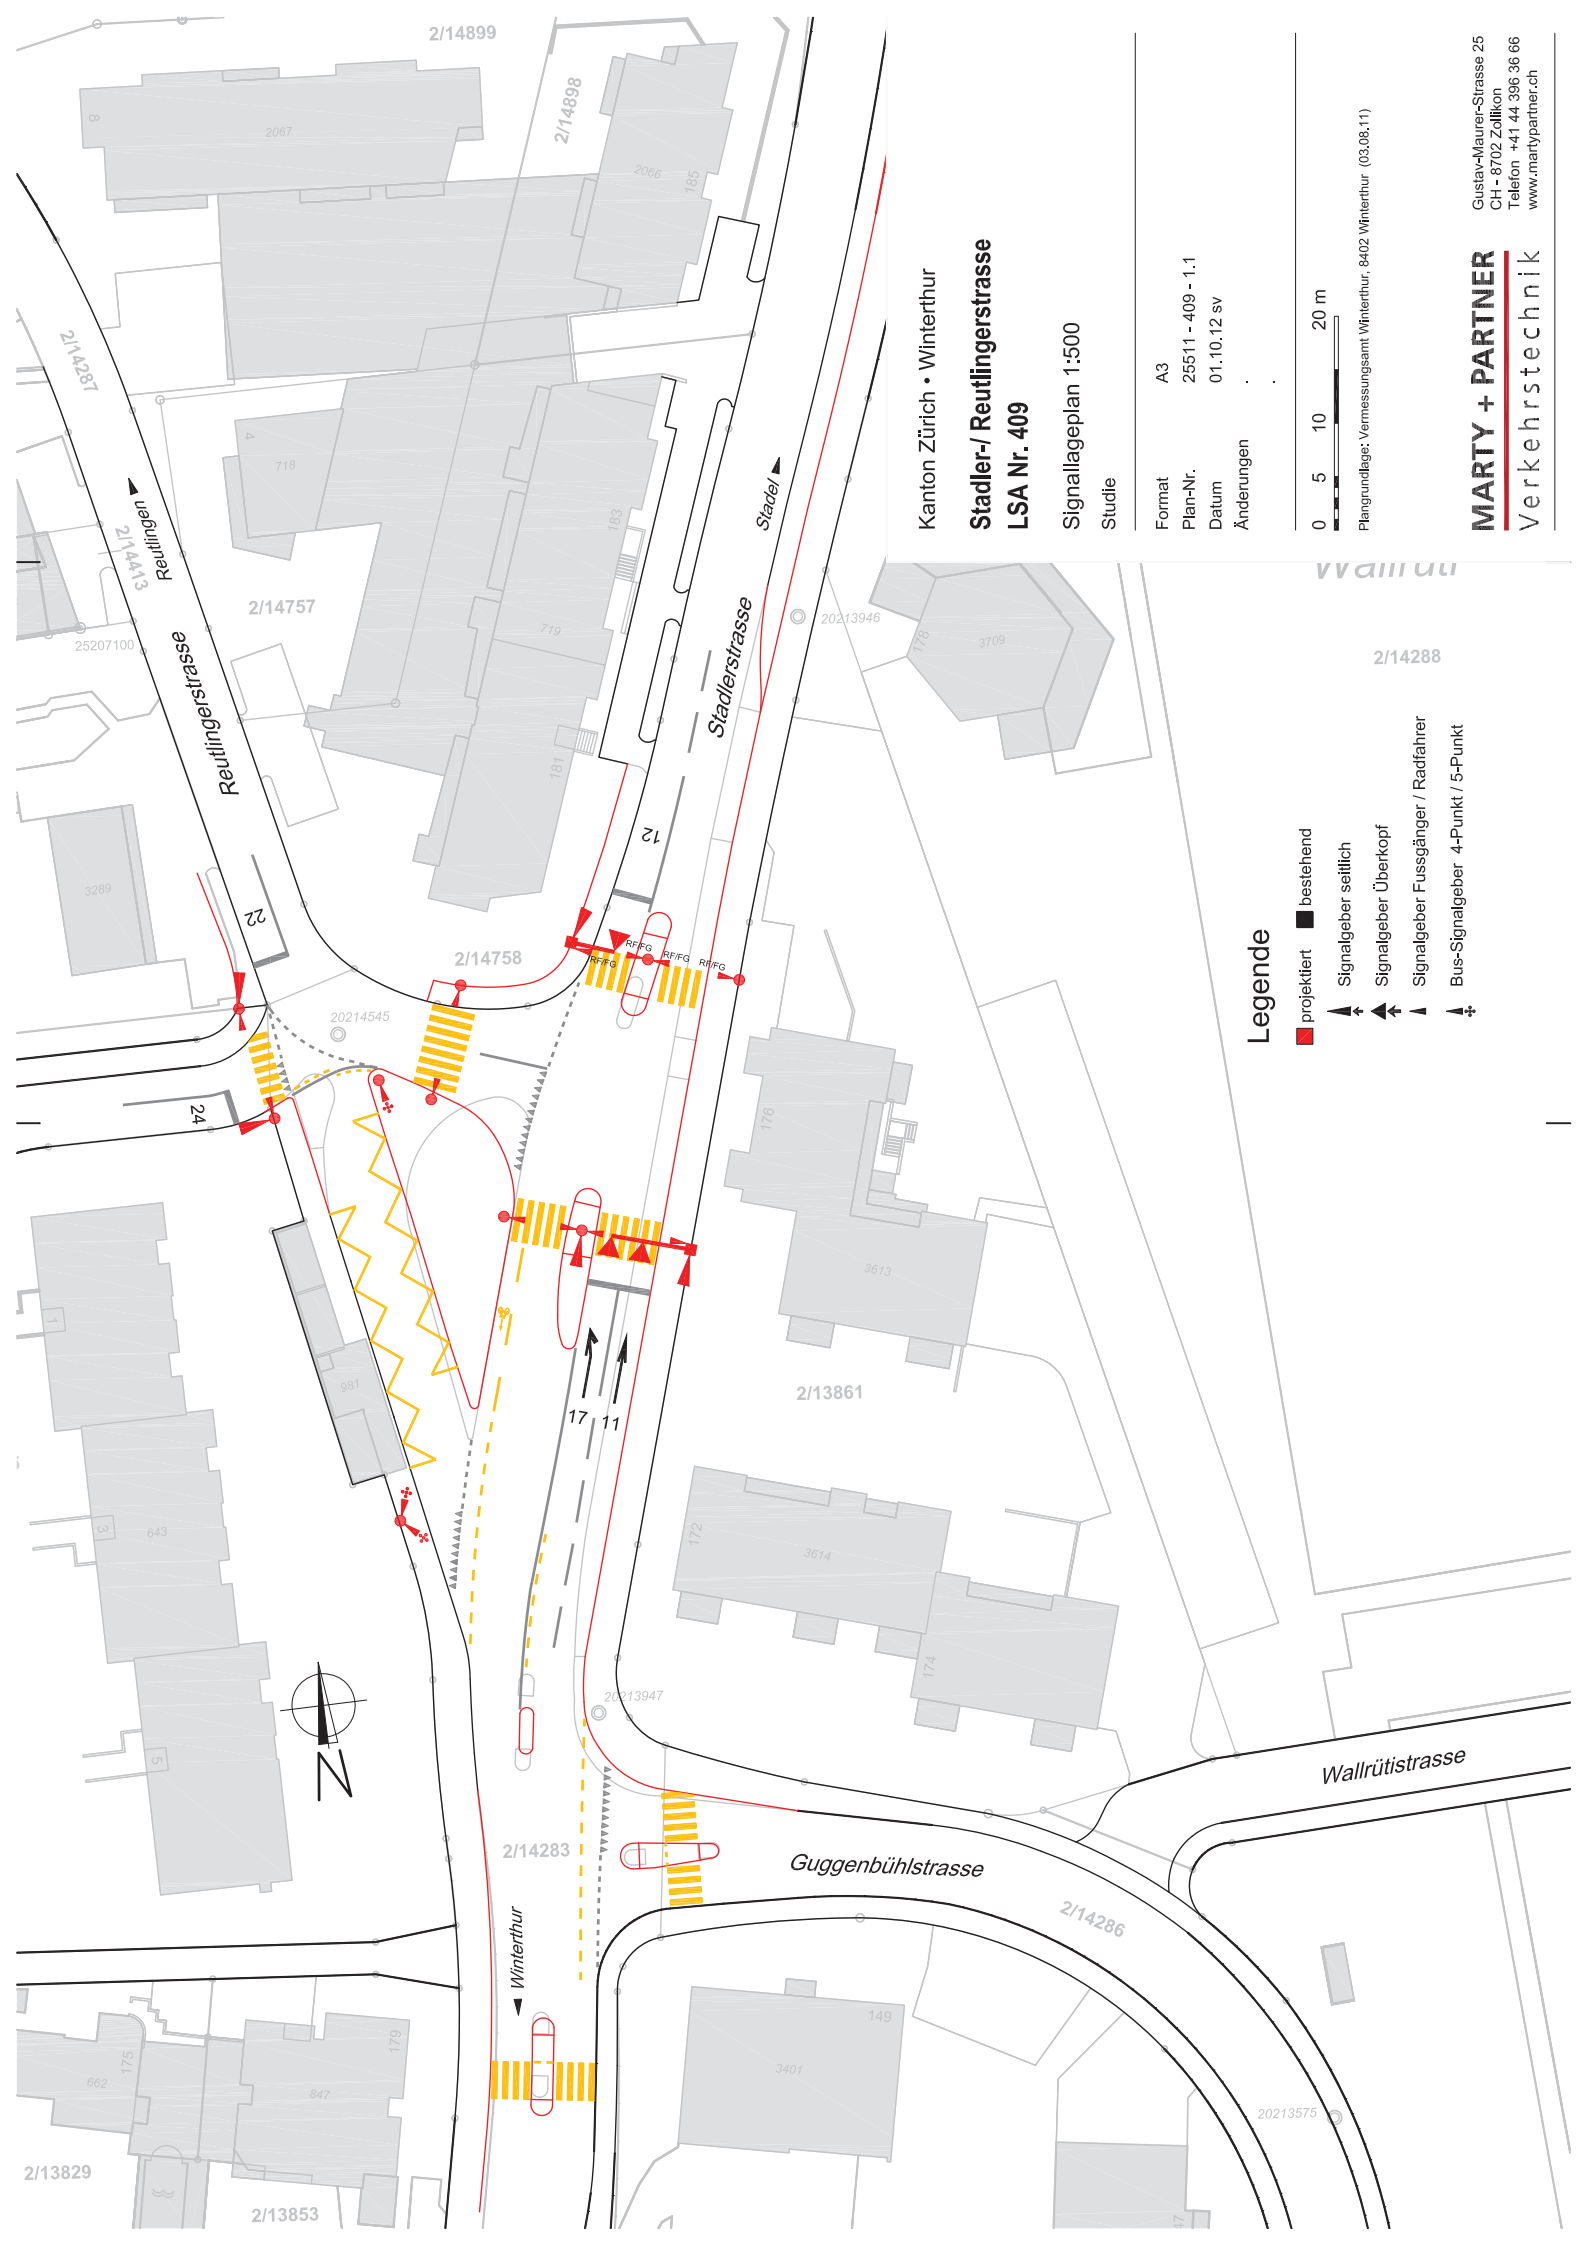 Kanton Zürich • Winterthur
Stadler-/ Reutlingerstrasse
LSA Nr. 409
Signallageplan 1:500
Studie
Format A3
Plan-Nr. 25511 - 409 - 1.1
Datum 01.10.12 sv
Änderungen .
.
0 5 10 20 m
Plangrundlage: Vermessungsamt Winterthur, 8402 Winterthur (03.08.11)
MARTY + PARTNER
Verkehrstechnik
Gustav-Maurer-Strasse 25
CH - 8702 Zollikon
Telefon +41 44 396 36 66
www.martypartner.ch
Legende
projektiert bestehend
Signalgeber seitlich
Signalgeber Überkopf
Signalgeber Fussgänger / Radfahrer
Bus-Signalgeber 4-Punkt / 5-Punkt
2/14899
2/14898
8
2067
2066
185
2/14287
4
718
2/14413
Reutlingen
2/14757
25207100
Reutlingerstrasse
183
719
181
Stadel
Stadlerstrasse
20213946
178
3709
2/14288
3289
22
12
2/14758
RF/FG
RF/FG
RF/FG
RF/FG
20214545
24
176
3613
1
981
17
11
2/13861
3
643
172
3614
174
5
N
20213947
Wallrütistrasse
2/14283
Guggenbühlstrasse
2/14286
Winterthur
149
3401
179
175
662
847
20213575
2/13829
2/13853
47